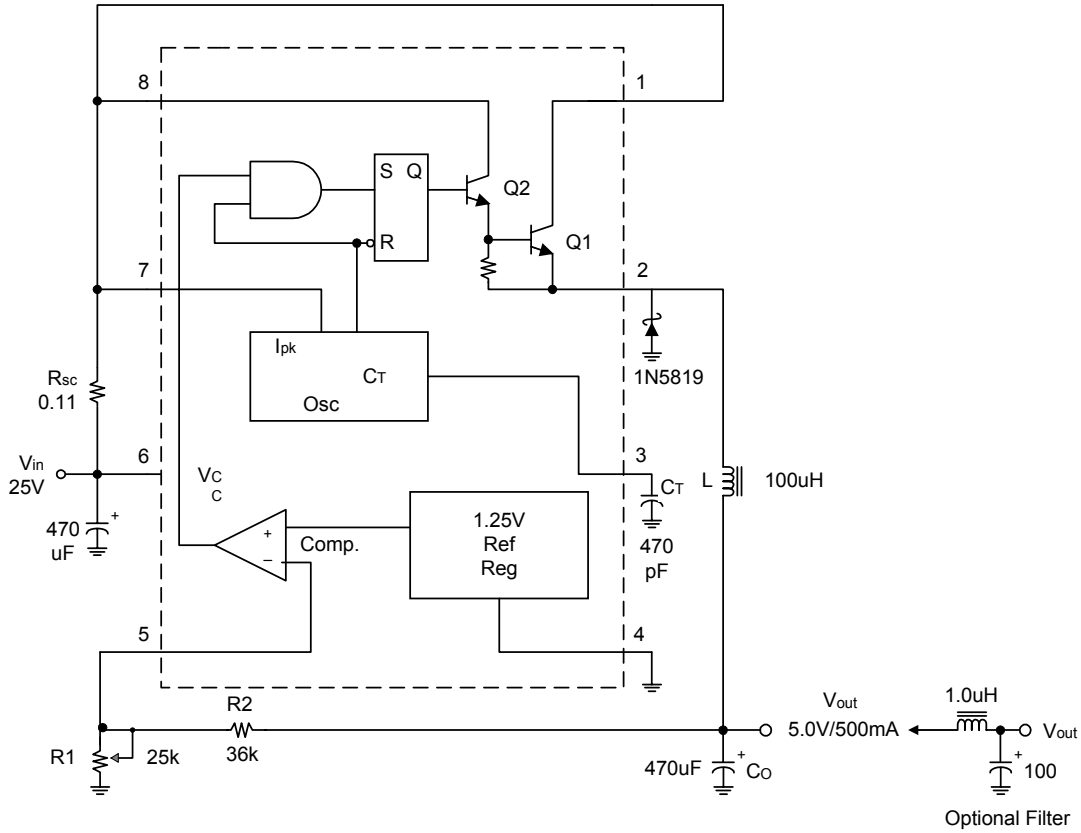 8
1
S Q
Q2
R
Q1
7
2
Ipk
CT
Osc
1N5819
Rsc
0.11
Vin
25V
6
3
VC
C
L
100uH
CT
470
uF
+
+
–
Comp.
1.25V
Ref
Reg
470
pF
5
4
R2
36k
R1
25k
Vout
5.0V/500mA
1.0uH
Vout
470uF
+
CO
+
100
Optional Filter